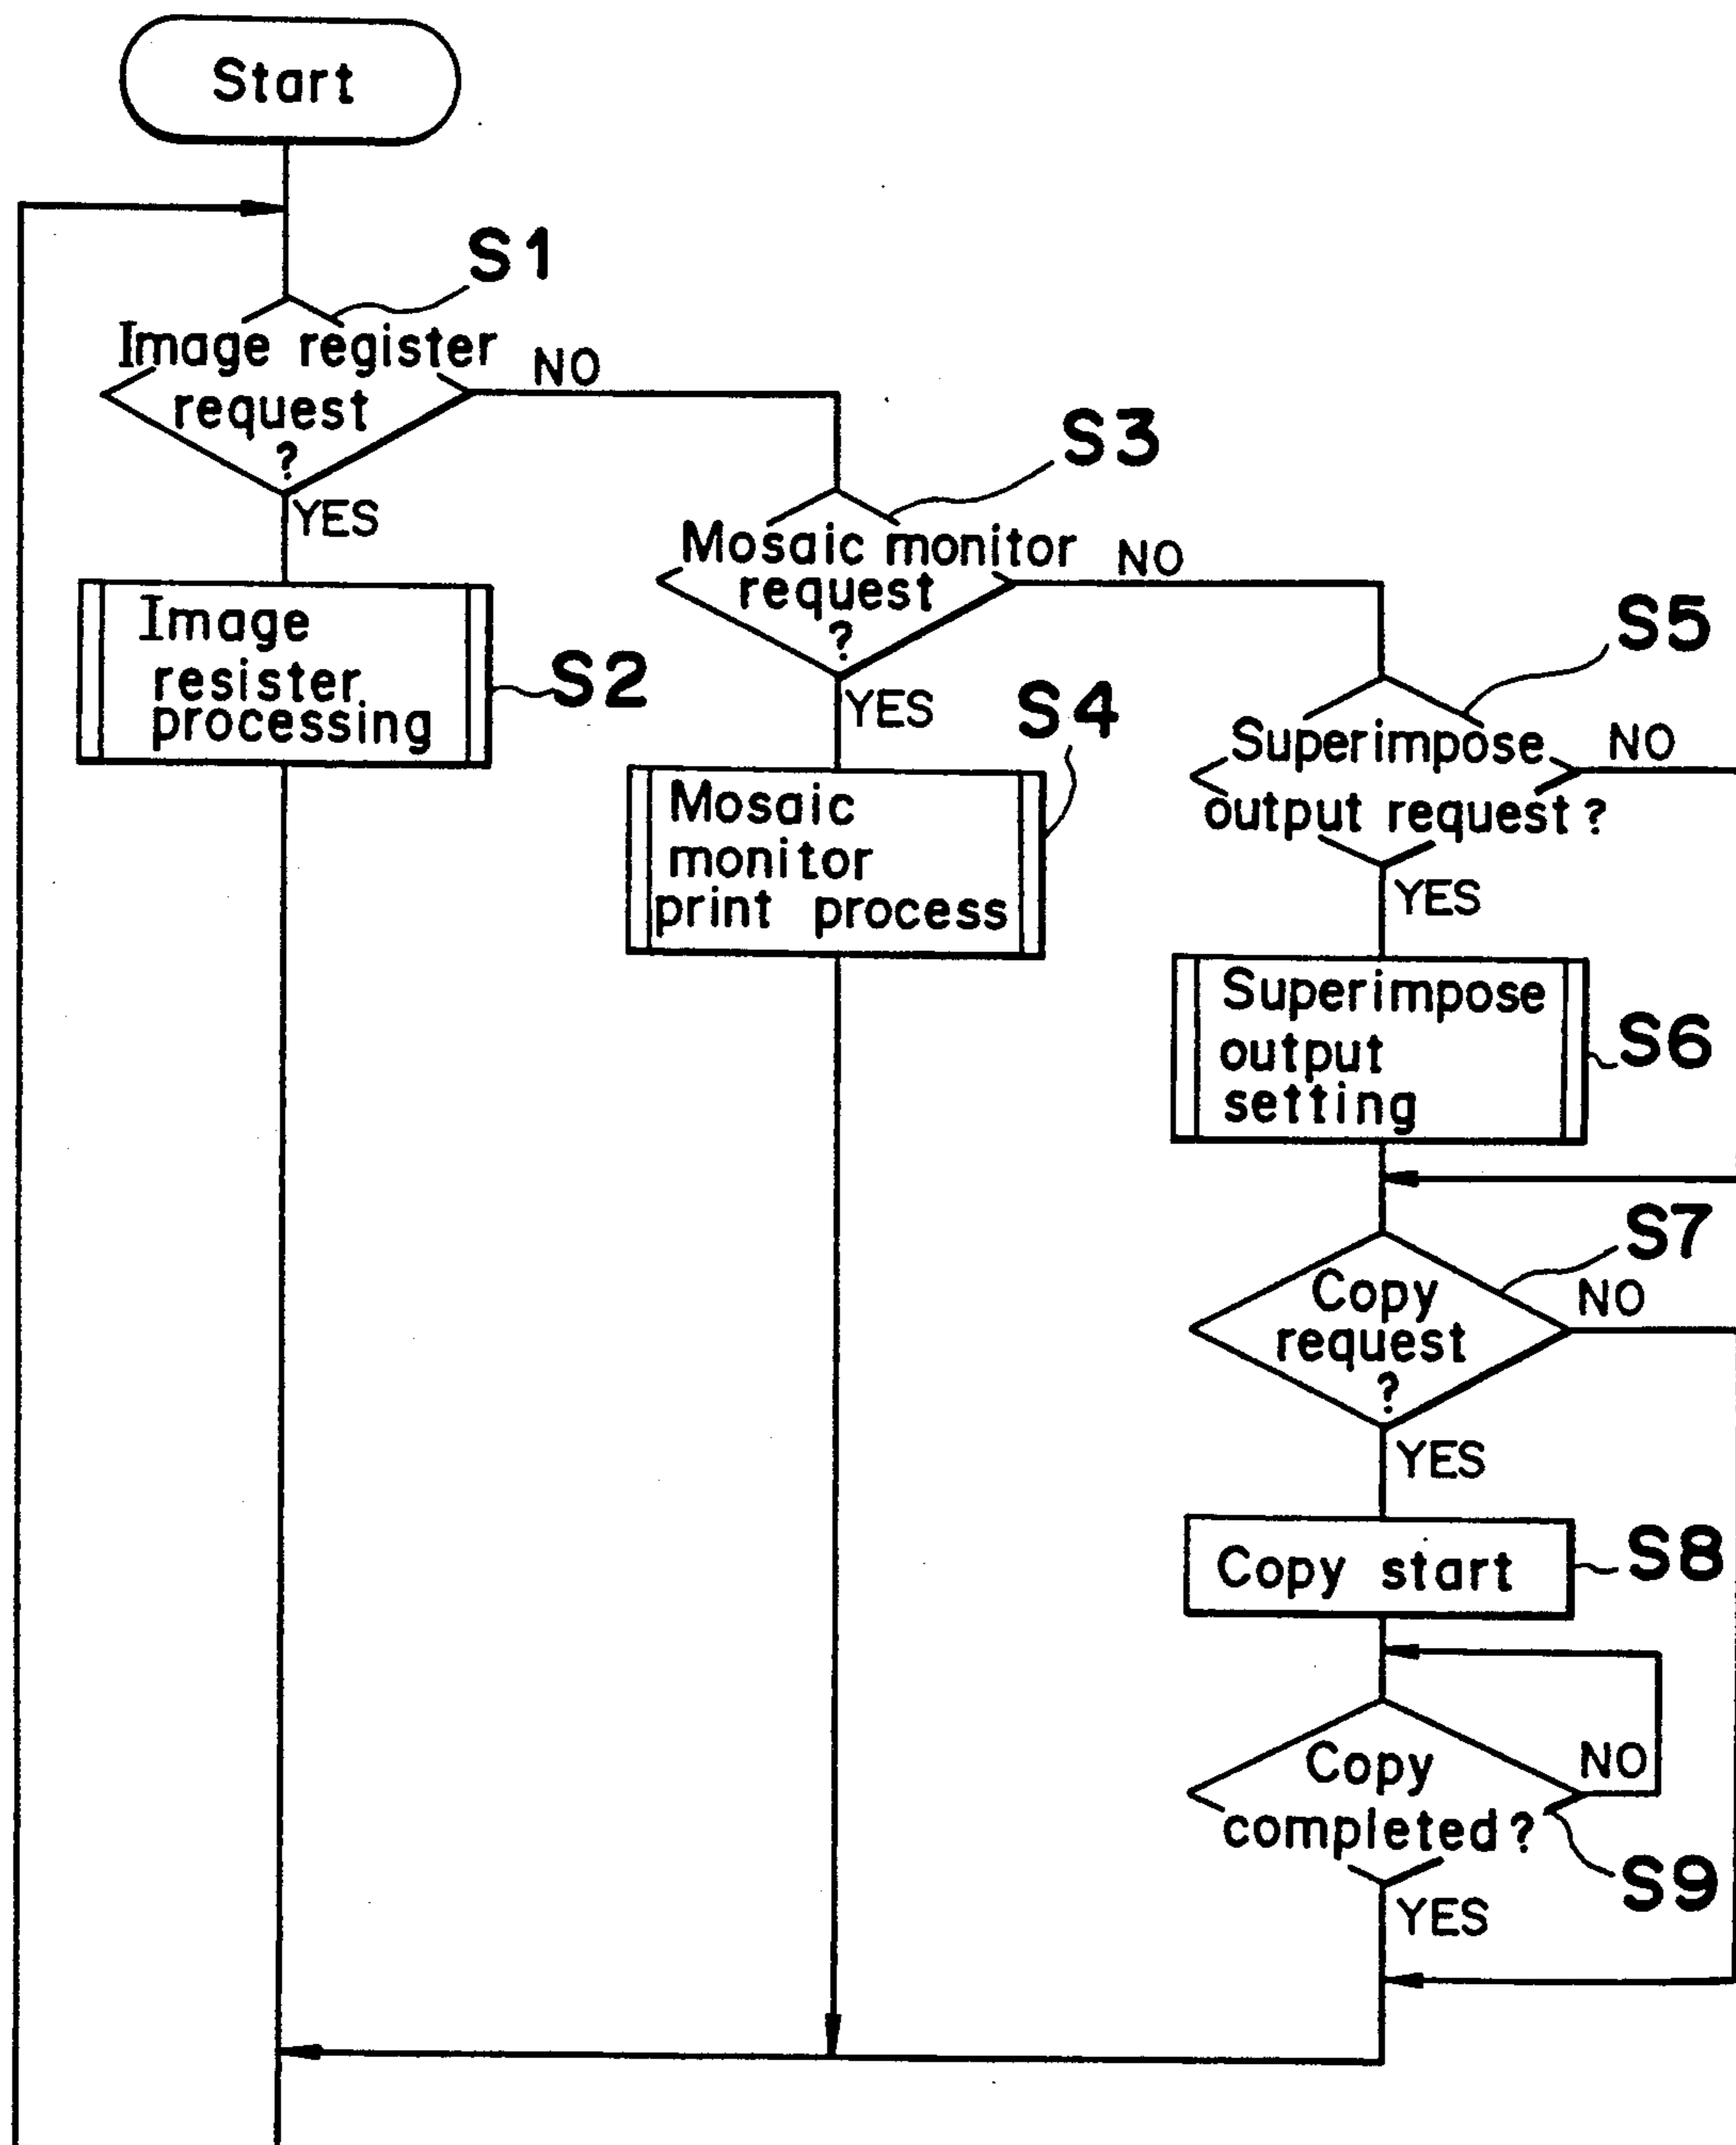 Start
S1
Image register
request
?
NO
YES
Image
resister
processing
S2
S3
Mosaic monitor
request
?
NO
YES
Mosaic
monitor
print process
S4
S5
Superimpose
output request?
NO
YES
Superimpose
output
setting
S6
S7
Copy
request
?
NO
YES
Copy start
S8
Copy
completed?
NO
S9
YES